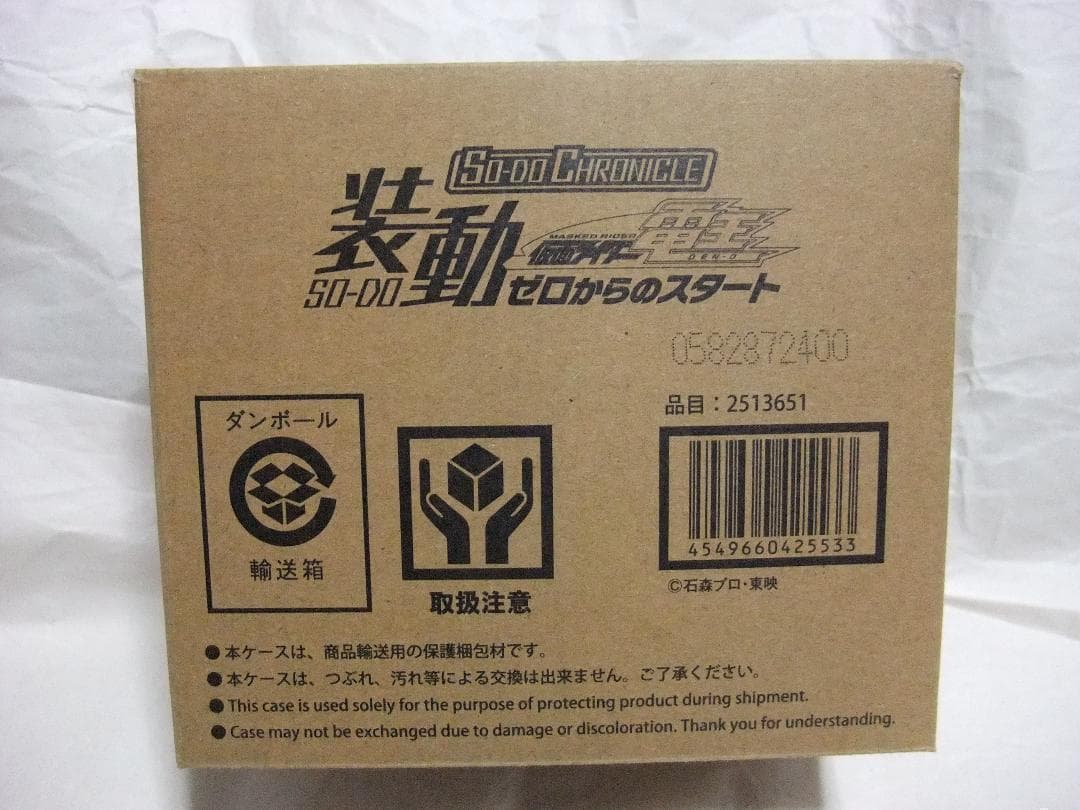 SO-DO CHRONICLE
装動
SO-DO
MASKED RIDER
仮面ライダー電王
DEN-O
ゼロからのスタート
0582872400
品目：2513651
ダンボール
輸送箱
取扱注意
4549660425533
©石森プロ・東映
● 本ケースは、商品輸送用の保護梱包材です。
● 本ケースは、つぶれ、汚れ等による交換は出来ません。ご了承ください。
● This case is used solely for the purpose of protecting product during shipment.
● Case may not be exchanged due to damage or discoloration. Thank you for understanding.